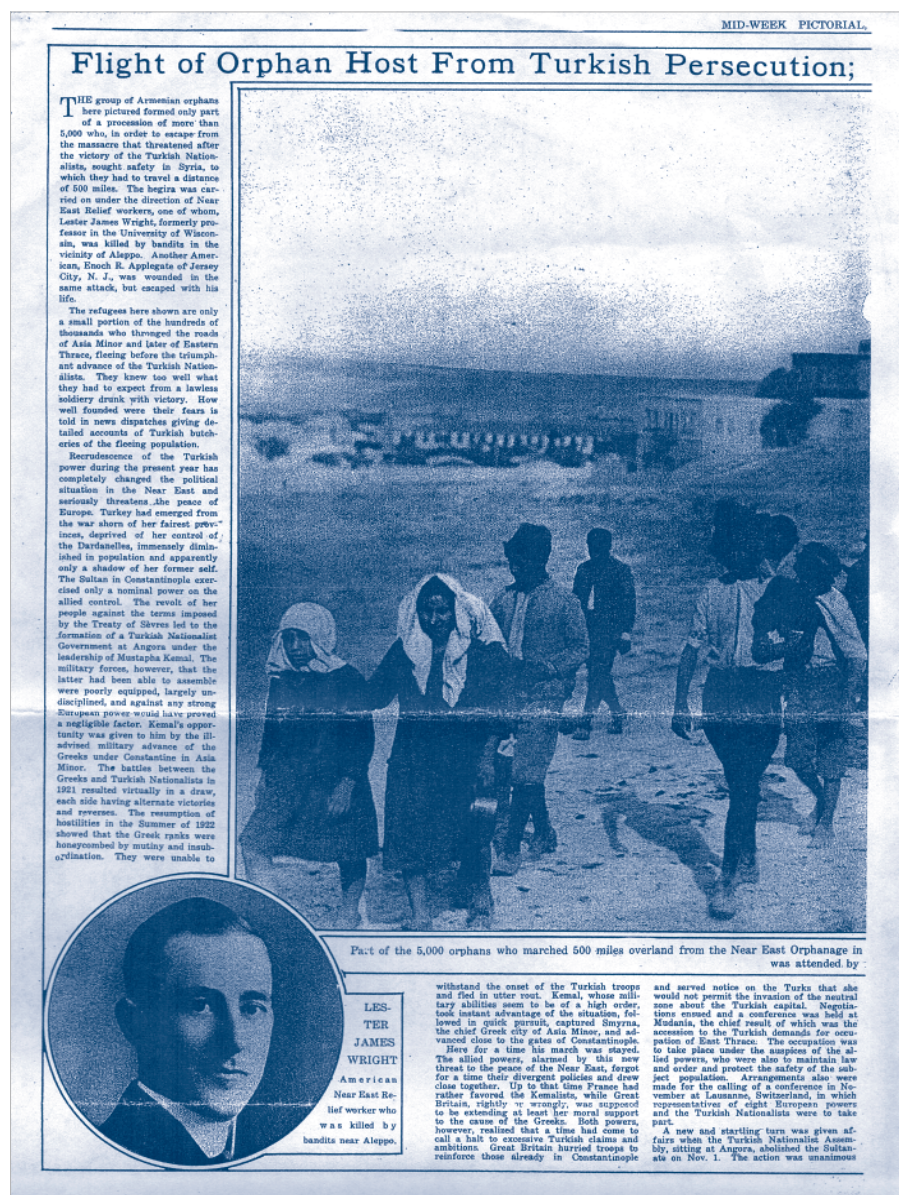 MID-WEEK PICTORIAL,
Flight of Orphan Host From Turkish Persecution;
THE group of Armenian orphans
here pictured formed only part
of a procession of more than
5,000 who, in order to escape from
the massacre that threatened after
the victory of the Turkish Nation-
alists, sought safety in Syria, to
which they had to travel a distance
of 500 miles. The hegira was car-
ried on under the direction of Near
East Relief workers, one of whom,
Lester James Wright, formerly pro-
fessor in the University of Wiscon-
sin, was killed by bandits in the
vicinity of Aleppo. Another Amer-
ican, Enoch R. Applegate of Jersey
City, N. J., was wounded in the
same attack, but escaped with his
life.
The refugees here shown are only
a small portion of the hundreds of
thousands who thronged the roads
of Asia Minor and later of Eastern
Thrace, fleeing before the triumph-
ant advance of the Turkish Nation-
alists. They knew too well what
they had to expect from a lawless
soldiery drunk with victory. How
well founded were their fears is
told in news dispatches giving de-
tailed accounts of Turkish butch-
eries of the fleeing population.
Recrudescence of the Turkish
power during the present year has
completely changed the political
situation in the Near East and
seriously threatens the peace of
Europe. Turkey had emerged from
the war shorn of her fairest prov-
inces, deprived of her control of
the Dardanelles, immensely dimin-
ished in population and apparently
only a shadow of her former self.
The Sultan in Constantinople exer-
cised only a nominal power on the
allied control. The revolt of her
people against the terms imposed
by the Treaty of Sèvres led to the
formation of a Turkish Nationalist
Government at Angora under the
leadership of Mustapha Kemal. The
military forces, however, that the
latter had been able to assemble
were poorly equipped, largely un-
disciplined, and against any strong
European power would have proved
a negligible factor. Kemal's oppor-
tunity was given to him by the ill-
advised military advance of the
Greeks under Constantine in Asia
Minor. The battles between the
Greeks and Turkish Nationalists in
1921 resulted virtually in a draw,
each side having alternate victories
and reverses. The resumption of
hostilities in the Summer of 1922
showed that the Greek ranks were
honeycombed by mutiny and insub-
ordination. They were unable to
Part of the 5,000 orphans who marched 500 miles overland from the Near East Orphanage in
was attended by
LES-
TER
JAMES
WRIGHT
American
Near East Re-
lief worker who
was killed by
bandits near Aleppo.
withstand the onset of the Turkish troops
and fled in utter rout. Kemal, whose mili-
tary abilities seem to be of a high order,
took instant advantage of the situation, fol-
lowed in quick pursuit, captured Smyrna,
the chief Greek city of Asia Minor, and ad-
vanced close to the gates of Constantinople.
Here for a time his march was stayed.
The allied powers, alarmed by this new
threat to the peace of the Near East, forgot
for a time their divergent policies and drew
close together. Up to that time France had
rather favored the Kemalists, while Great
Britain, rightly or wrongly, was supposed
to be extending at least her moral support
to the cause of the Greeks. Both powers,
however, realized that a time had come to
call a halt to excessive Turkish claims and
ambitions. Great Britain hurried troops to
reinforce those already in Constantinople
and served notice on the Turks that she
would not permit the invasion of the neutral
zone about the Turkish capital. Negotia-
tions ensued and a conference was held at
Mudania, the chief result of which was the
accession to the Turkish demands for occu-
pation of East Thrace. The occupation was
to take place under the auspices of the al-
lied powers, who were also to maintain law
and order and protect the safety of the sub-
ject population. Arrangements also were
made for the calling of a conference in No-
vember at Lausanne, Switzerland, in which
representatives of eight European powers
and the Turkish Nationalists were to take
part.
A new and startling turn was given af-
fairs when the Turkish Nationalist Assem-
bly, sitting at Angora, abolished the Sultan-
ate on Nov. 1. The action was unanimous